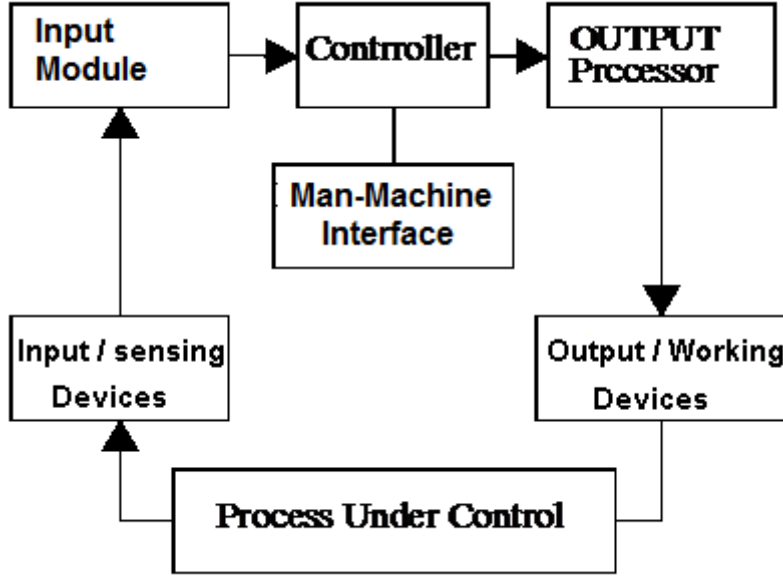 Input
Module
Contrroller
OUTPUT
Prccessor
Man-Machine
Interface
Input / sensing
Devices
Output / Working
Devices
Process Under Control